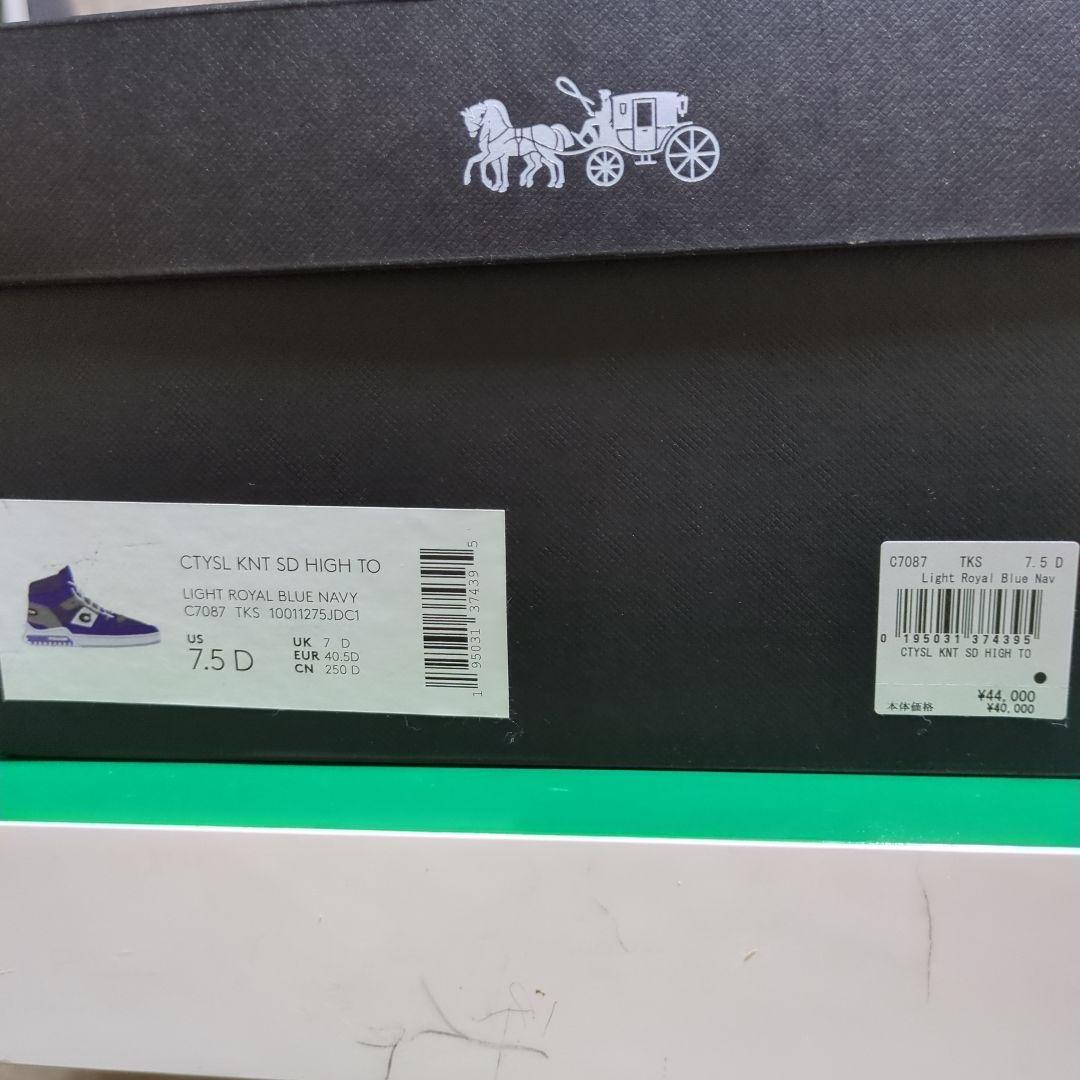 CTYSL KNT SD HIGH TO
LIGHT ROYAL BLUE NAVY
C7087 TKS 10011275JDC1
US
7.5 D
UK 7 D
EUR 40.5D
CN 250 D
1 95031 37439 5
C7087 TKS 7.5 D
Light Royal Blue Nav
0 195031 374395
CTYSL KNT SD HIGH TO
¥44,000
本体価格 ¥40,000